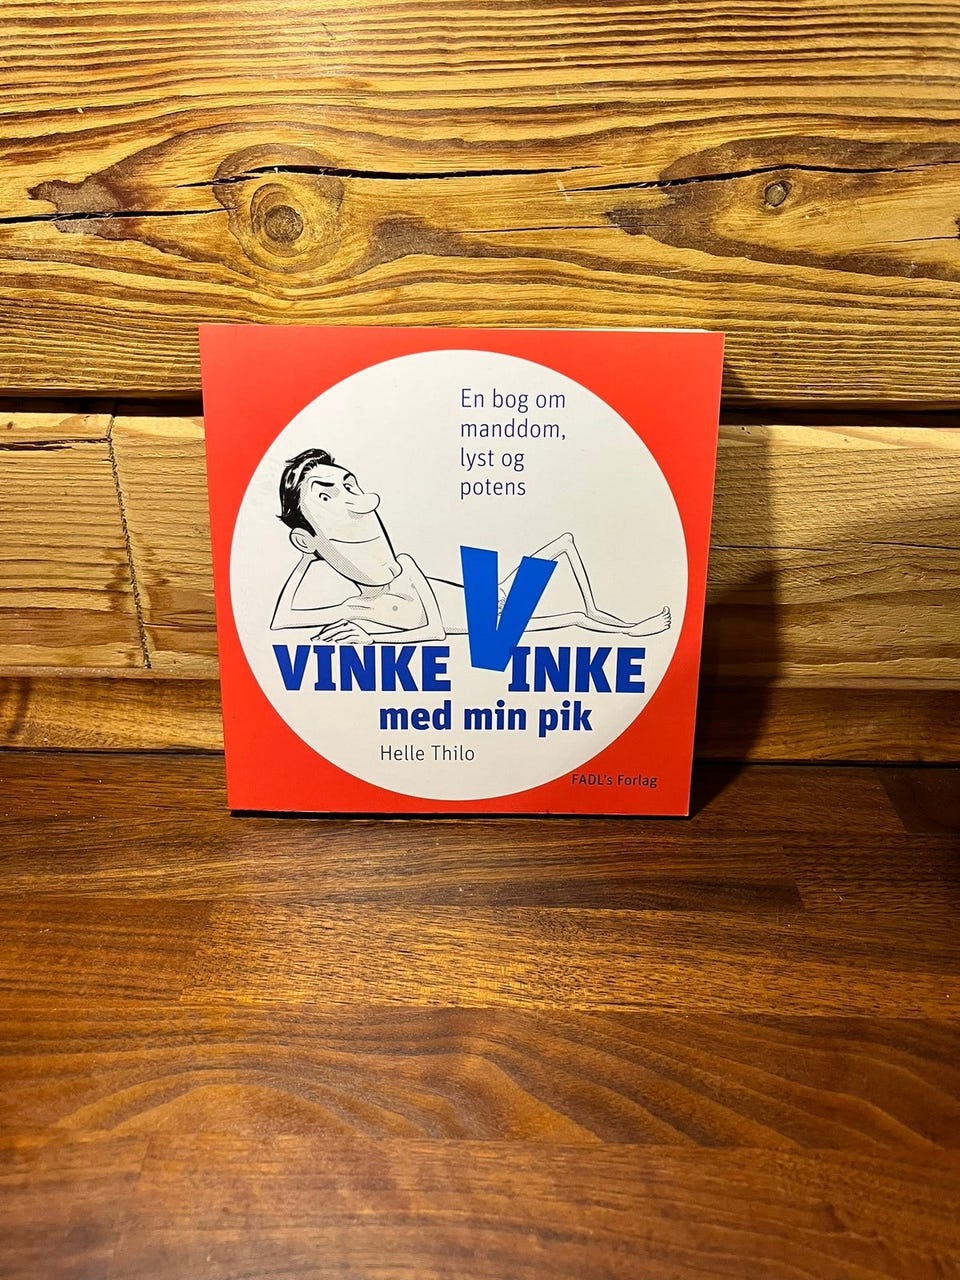 En bog om
manddom,
lyst og
potens
VINKE VINKE
med min pik
Helle Thilo
FADL's Forlag